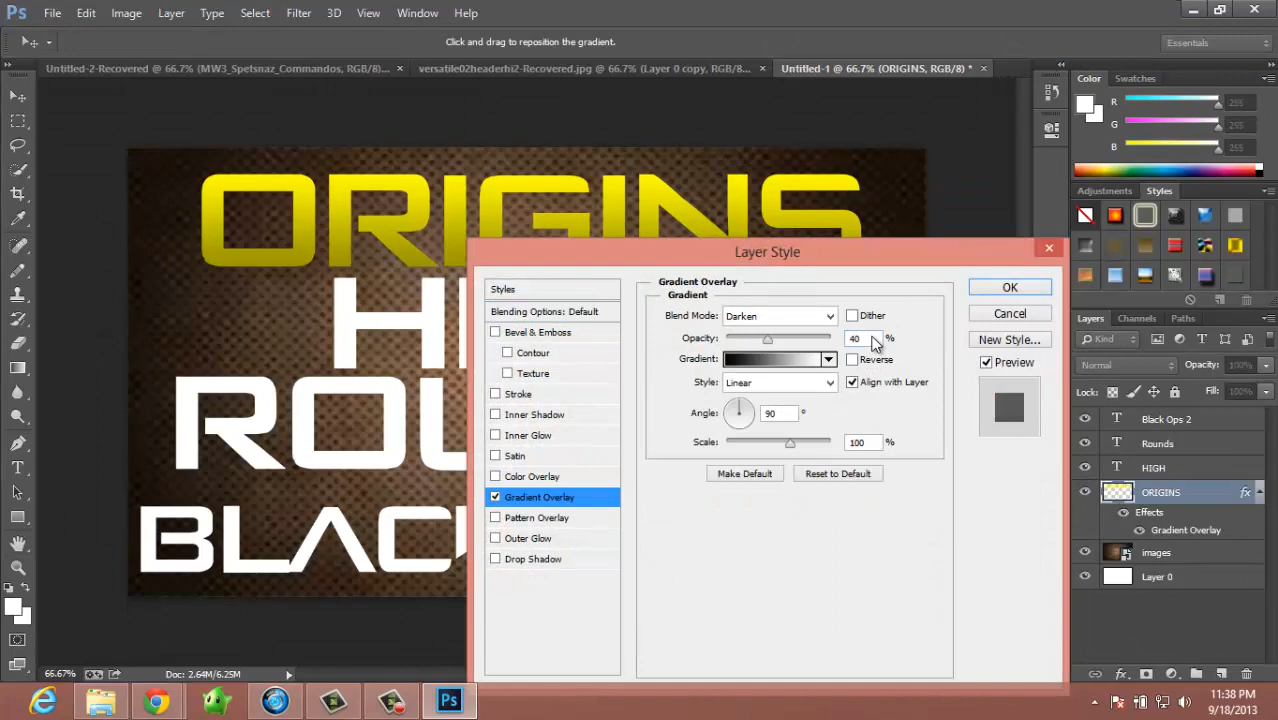 Ps File Edit Image Layer Type Select Filter 3D View Window Help
Click and drag to reposition the gradient.
Essentials
Untitled-2-Recovered @ 66.7% (MW3_Spetsnaz_Commandos, RGB/8)... ×
versatile02headerhi2-Recovered.jpg @ 66.7% (Layer 0 copy, RGB/8)... ×
Untitled-1 @ 66.7% (ORIGINS, RGB/8) * ×
Color Swatches
R 255
G 255
B 255
Adjustments Styles
ORIGINS
HI
ROU
BLAC
Layer Style
Styles
Blending Options: Default
Bevel & Emboss
Contour
Texture
Stroke
Inner Shadow
Inner Glow
Satin
Color Overlay
Gradient Overlay
Pattern Overlay
Outer Glow
Drop Shadow
Gradient Overlay
Gradient
Blend Mode: Darken Dither
Opacity: 40 %
Gradient: Reverse
Style: Linear Align with Layer
Angle: 90 °
Scale: 100 %
Make Default Reset to Default
OK
Cancel
New Style...
Preview
Layers Channels Paths
Kind
Normal Opacity: 100%
Lock: Fill: 100%
T Black Ops 2
T Rounds
T HIGH
ORIGINS fx
Effects
Gradient Overlay
images
Layer 0
66.67% Doc: 2.64M/6.25M
Ps
11:38 PM
9/18/2013